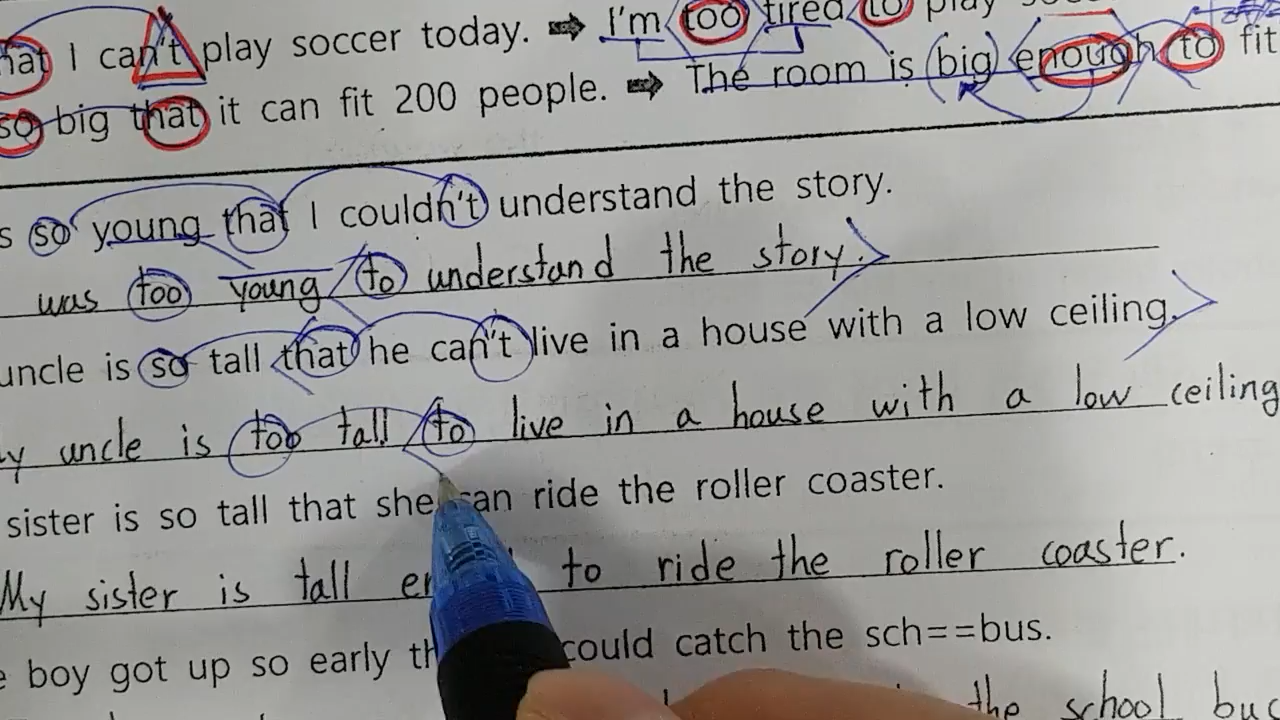 hat I can't play soccer today. ➡ I'm too tired to play
so big that it can fit 200 people. ➡ The room is big enough to fit
s so young that I couldn't understand the story.
was too young to understand the story.
uncle is so tall that he can't live in a house with a low ceiling.
y uncle is too tall to live in a house with a low ceiling
sister is so tall that she can ride the roller coaster.
My sister is tall to ride the roller coaster.
e boy got up so early th could catch the sch==bus.
the school bus